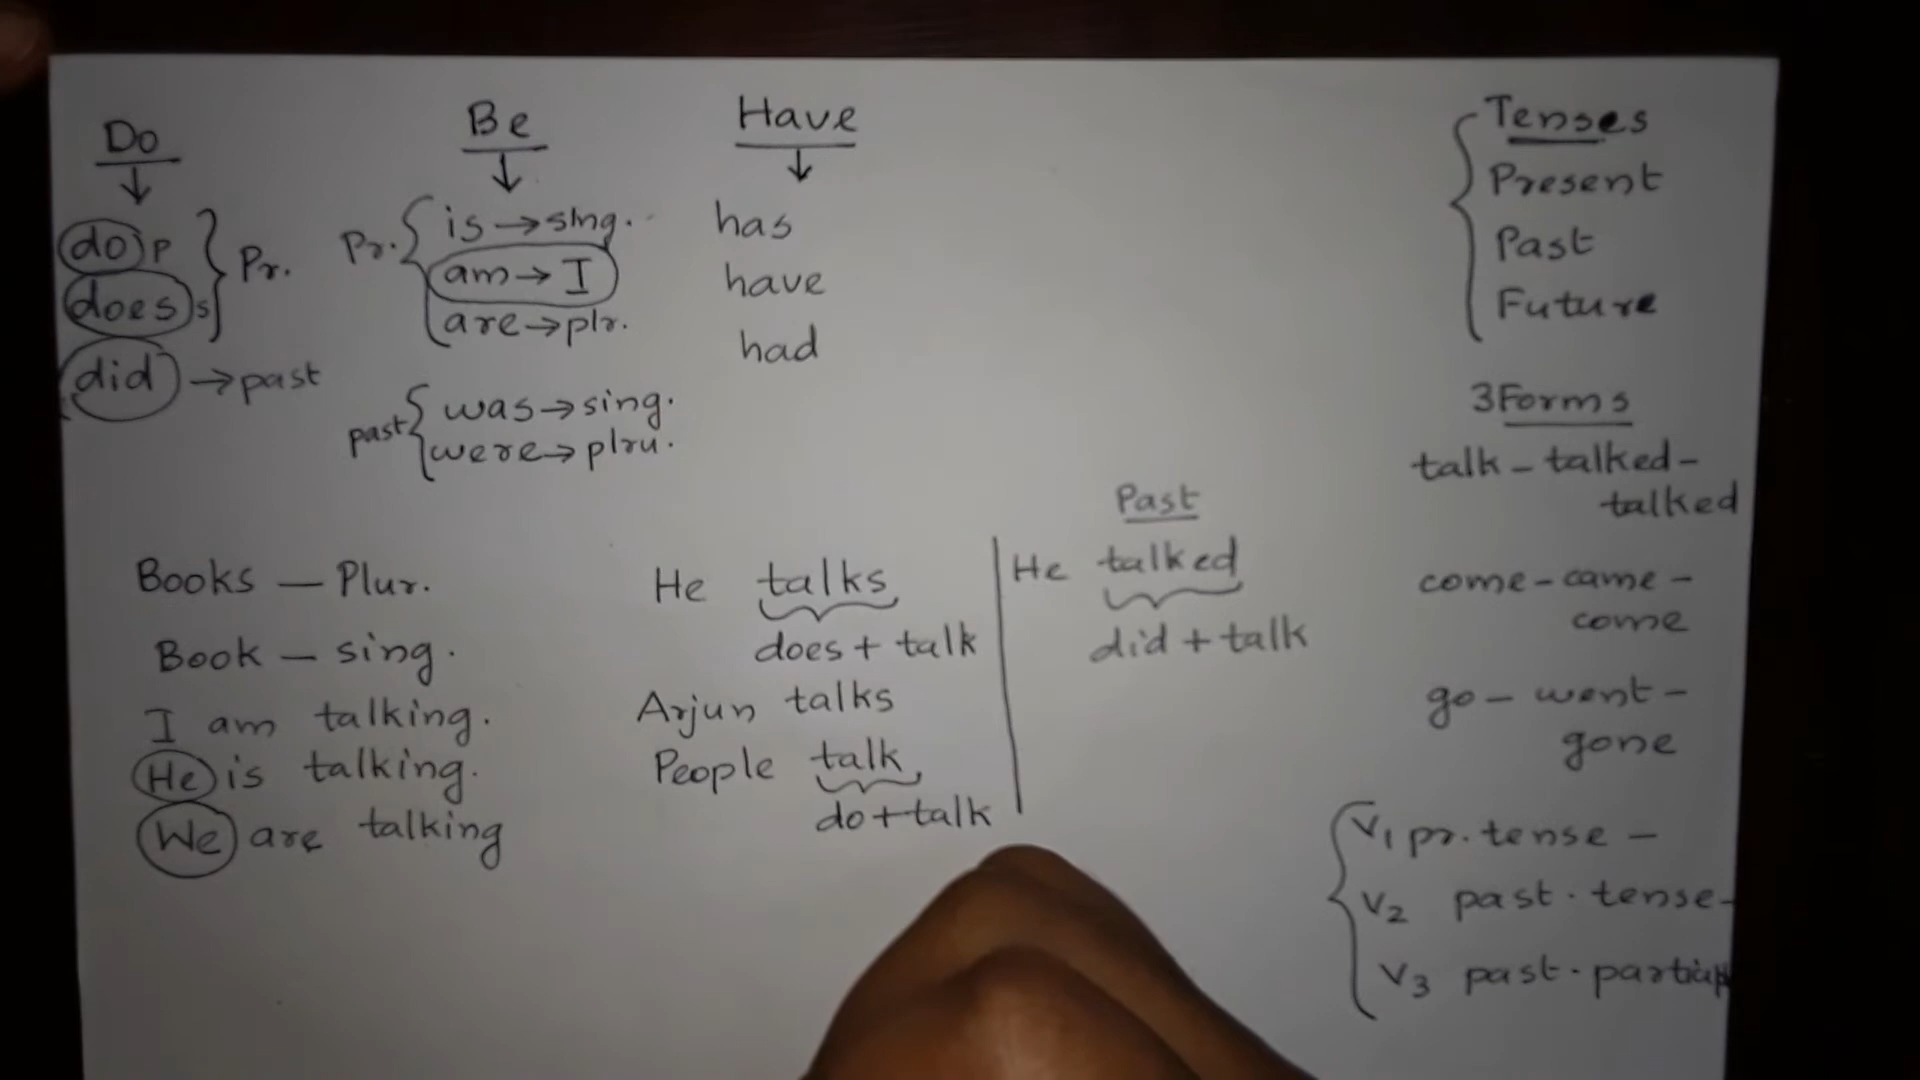 Do
do p
does s
} Pr.
did → past
Be
Pr. { is → sing.
am → I
are → plr.
past { was → sing.
were → plru.
Have
has
have
had
Tenses
Present
Past
Future
3 Forms
talk - talked -
talked
come - came -
come
go - went -
gone
V1 pr. tense -
V2 past. tense -
V3 past. particip
Books — Plur.
Book — sing.
I am talking.
He is talking.
We are talking
He talks
does + talk
Arjun talks
People talk
do + talk
Past
He talked
did + talk